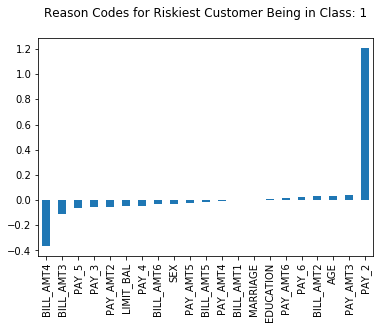 Reason Codes for Riskiest Customer Being in Class: 1
1.2
1.0
0.8
0.6
0.4
0.2
0.0
−0.2
−0.4
BILL_AMT4
BILL_AMT3
PAY_5
PAY_3
PAY_AMT2
LIMIT_BAL
PAY_4
BILL_AMT6
SEX
PAY_AMT5
BILL_AMT5
PAY_AMT4
BILL_AMT1
MARRIAGE
EDUCATION
PAY_AMT6
PAY_6
BILL_AMT2
AGE
PAY_AMT3
PAY_2